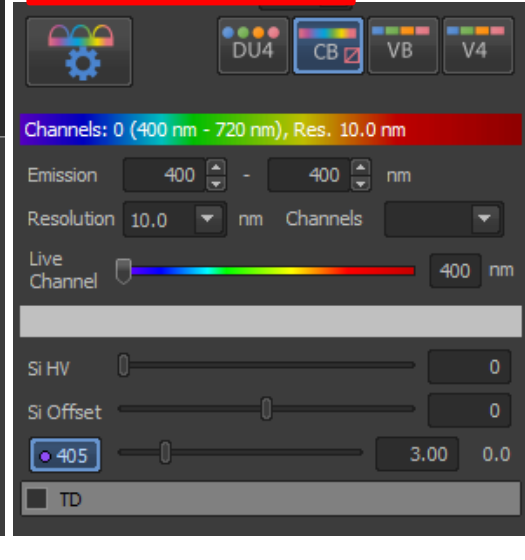 DU4 CB VB V4
Channels: 0 (400 nm - 720 nm), Res. 10.0 nm
Emission 400 - 400 nm
Resolution 10.0 nm Channels
Live Channel 400 nm
Si HV 0
Si Offset 0
405 3.00 0.0
TD